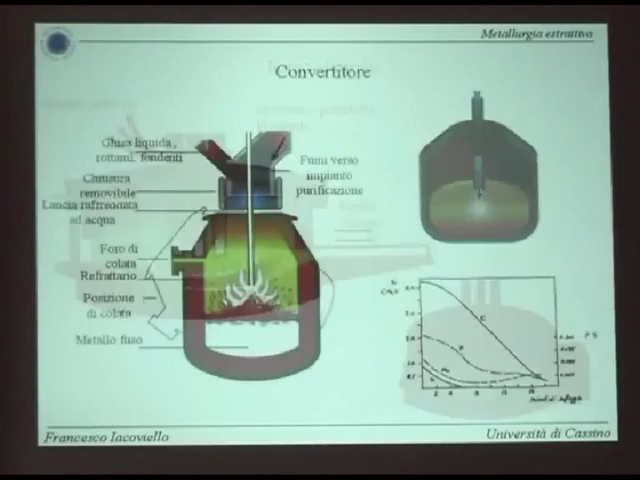 Metallurgia estrattiva
Convertitore
Ghisa liquida,
rottami, fondenti
Fumi verso
impianto
purificazione
Chiusura
removibile
Lancia raffreddata
ad acqua
Foro di
colata
Refrattario
Posizione
di colata
Metallo fuso
Francesco Iacoviello
Università di Cassino